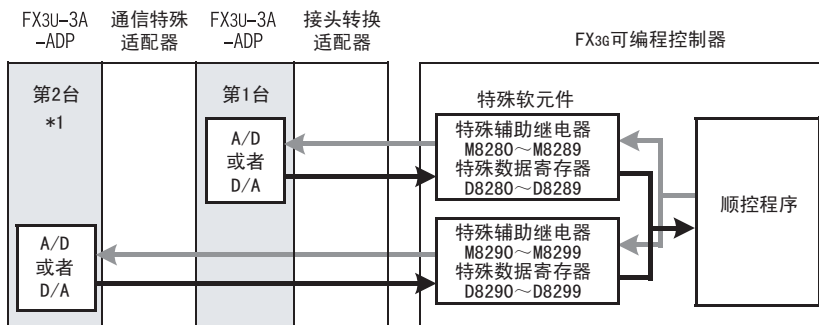 FX3U-3A
-ADP
通信特殊
适配器
FX3U-3A
-ADP
接头转换
适配器
FX3G可编程控制器
第2台
*1
第1台
A/D
或者
D/A
特殊软元件
特殊辅助继电器
M8280～M8289
特殊数据寄存器
D8280～D8289
顺控程序
A/D
或者
D/A
特殊辅助继电器
M8290～M8299
特殊数据寄存器
D8290～D8299